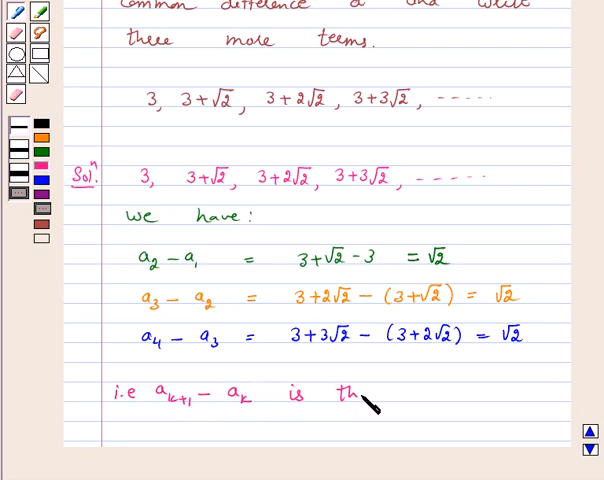 common difference d and write
three more terms.
3, 3+√2, 3+2√2, 3+3√2, -----
Solⁿ. 3, 3+√2, 3+2√2, 3+3√2, ------
we have:
a₂ - a₁ = 3+√2 - 3 = √2
a₃ - a₂ = 3+2√2 - (3+√2) = √2
a₄ - a₃ = 3+3√2 - (3+2√2) = √2
i.e aₖ₊₁ - aₖ is th